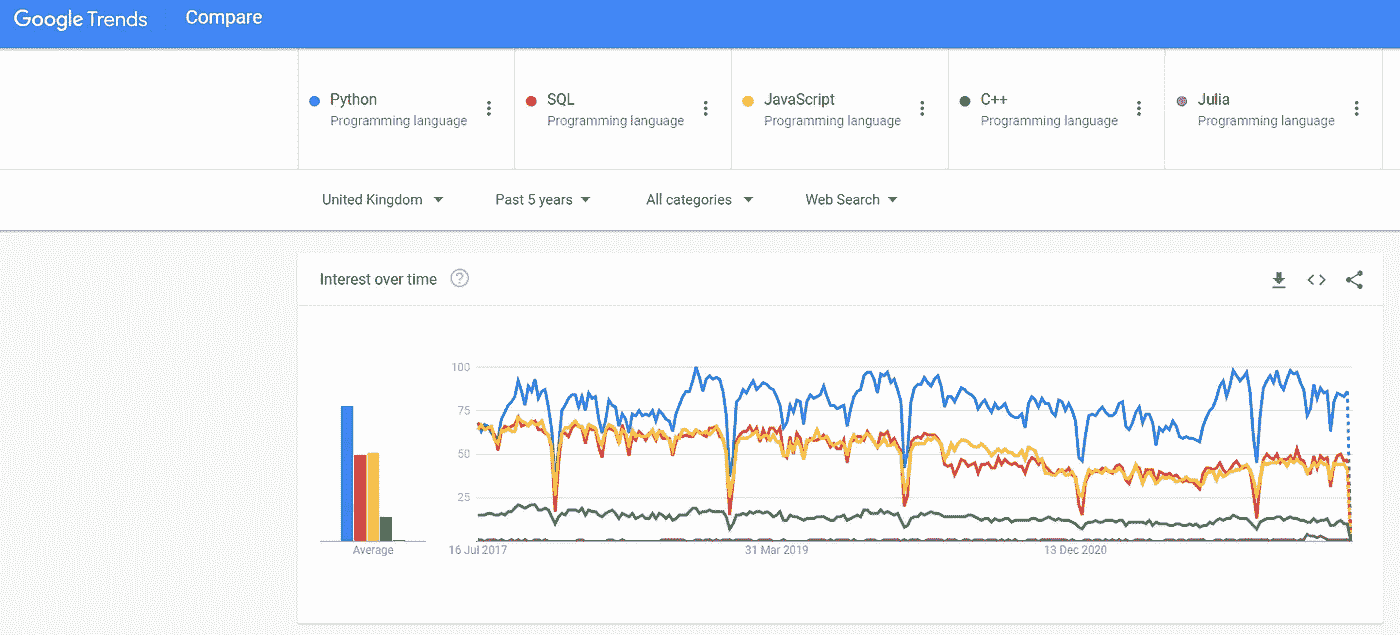 Google Trends Compare
Python
Programming language
SQL
Programming language
JavaScript
Programming language
C++
Programming language
Julia
Programming language
United Kingdom
Past 5 years
All categories
Web Search
Interest over time ?
100
75
50
25
Average
16 Jul 2017
31 Mar 2019
13 Dec 2020